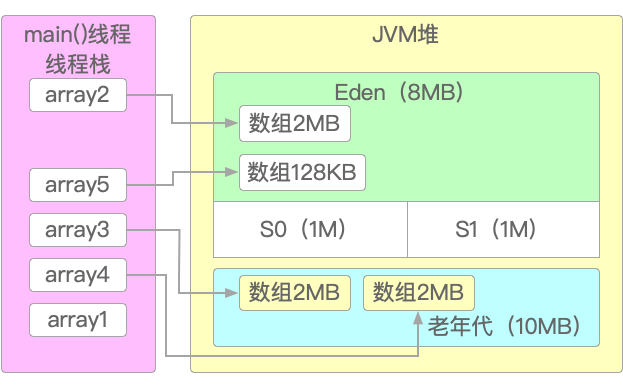 main()线程
线程栈
array2
array5
array3
array4
array1
JVM堆
Eden（8MB）
数组2MB
数组128KB
S0（1M）
S1（1M）
数组2MB
数组2MB
老年代（10MB）